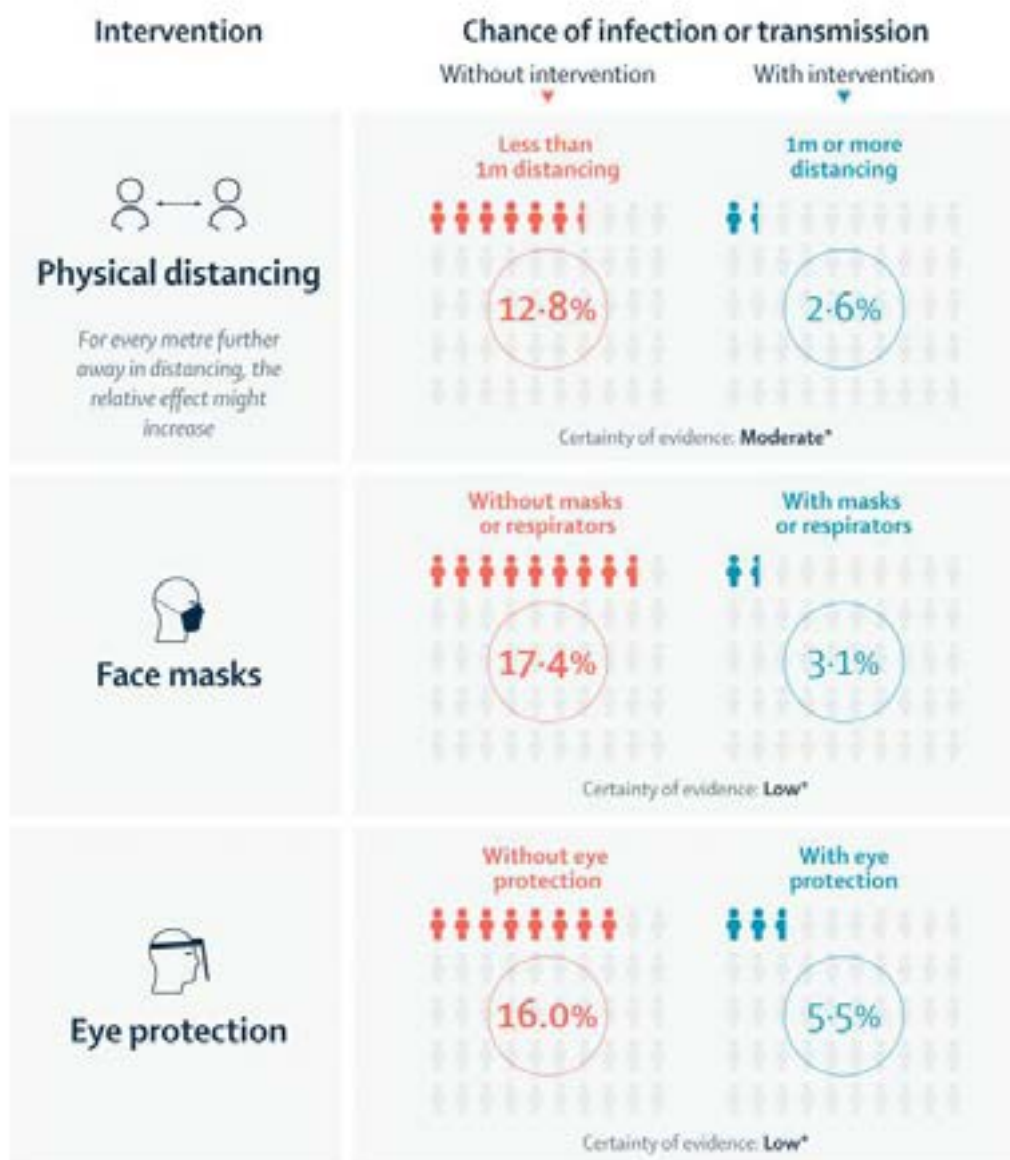 Intervention
Chance of infection or transmission
Without intervention
With intervention
Physical distancing
For every metre further
away in distancing, the
relative effect might
increase
Less than
1m distancing
12·8%
1m or more
distancing
2·6%
Certainty of evidence: Moderate*
Face masks
Without masks
or respirators
17·4%
With masks
or respirators
3·1%
Certainty of evidence: Low*
Eye protection
Without eye
protection
16.0%
With eye
protection
5·5%
Certainty of evidence: Low*